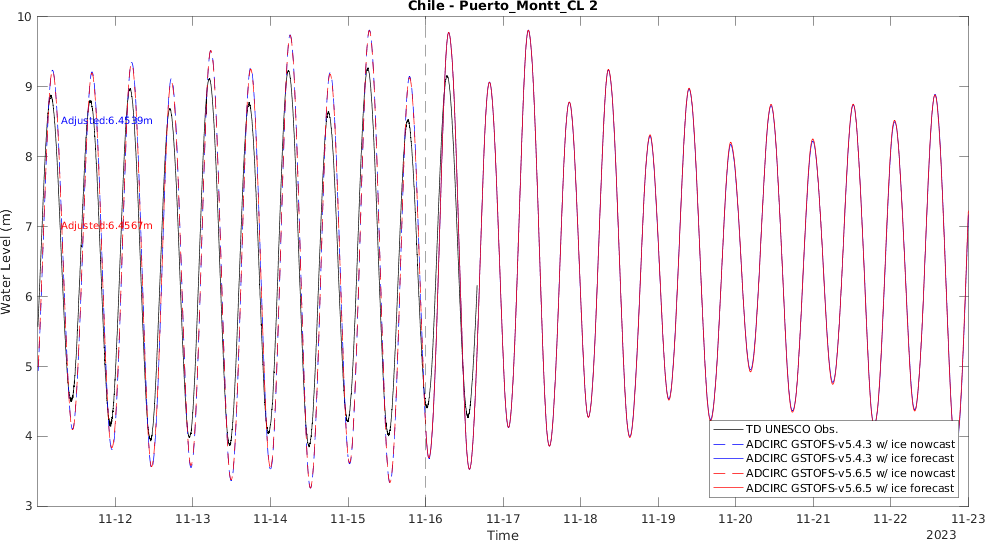 Chile - Puerto_Montt_CL 2
10
9
8
7
6
5
4
3
Water Level (m)
Adjusted:6.4539m
Adjusted:6.4567m
TD UNESCO Obs.
ADCIRC GSTOFS-v5.4.3 w/ ice nowcast
ADCIRC GSTOFS-v5.4.3 w/ ice forecast
ADCIRC GSTOFS-v5.6.5 w/ ice nowcast
ADCIRC GSTOFS-v5.6.5 w/ ice forecast
11-12 11-13 11-14 11-15 11-16 11-17 11-18 11-19 11-20 11-21 11-22 11-23
Time
2023